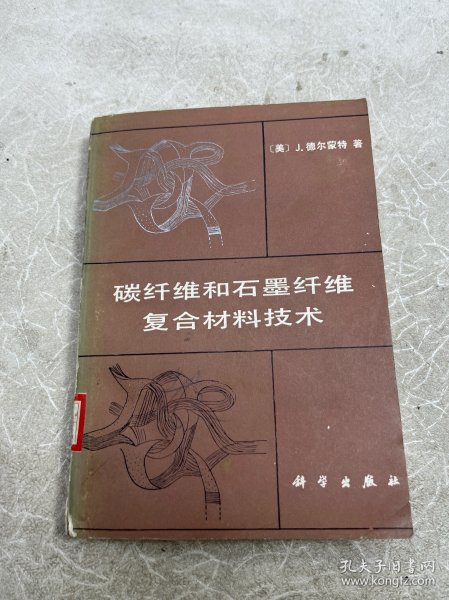 〔美〕 J.德尔蒙特 著
碳纤维和石墨纤维
复合材料技术
科学出版社
孔夫子旧书网
www.kongfz.com